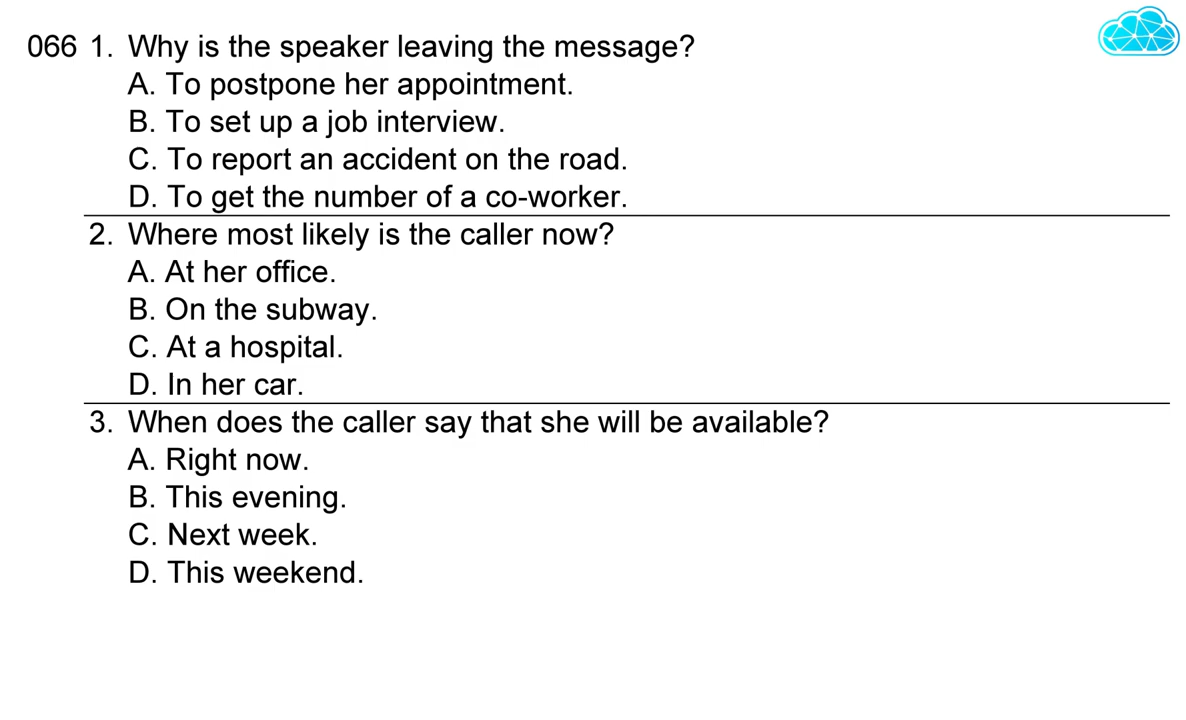 066 1. Why is the speaker leaving the message?
A. To postpone her appointment.
B. To set up a job interview.
C. To report an accident on the road.
D. To get the number of a co-worker.
2. Where most likely is the caller now?
A. At her office.
B. On the subway.
C. At a hospital.
D. In her car.
3. When does the caller say that she will be available?
A. Right now.
B. This evening.
C. Next week.
D. This weekend.